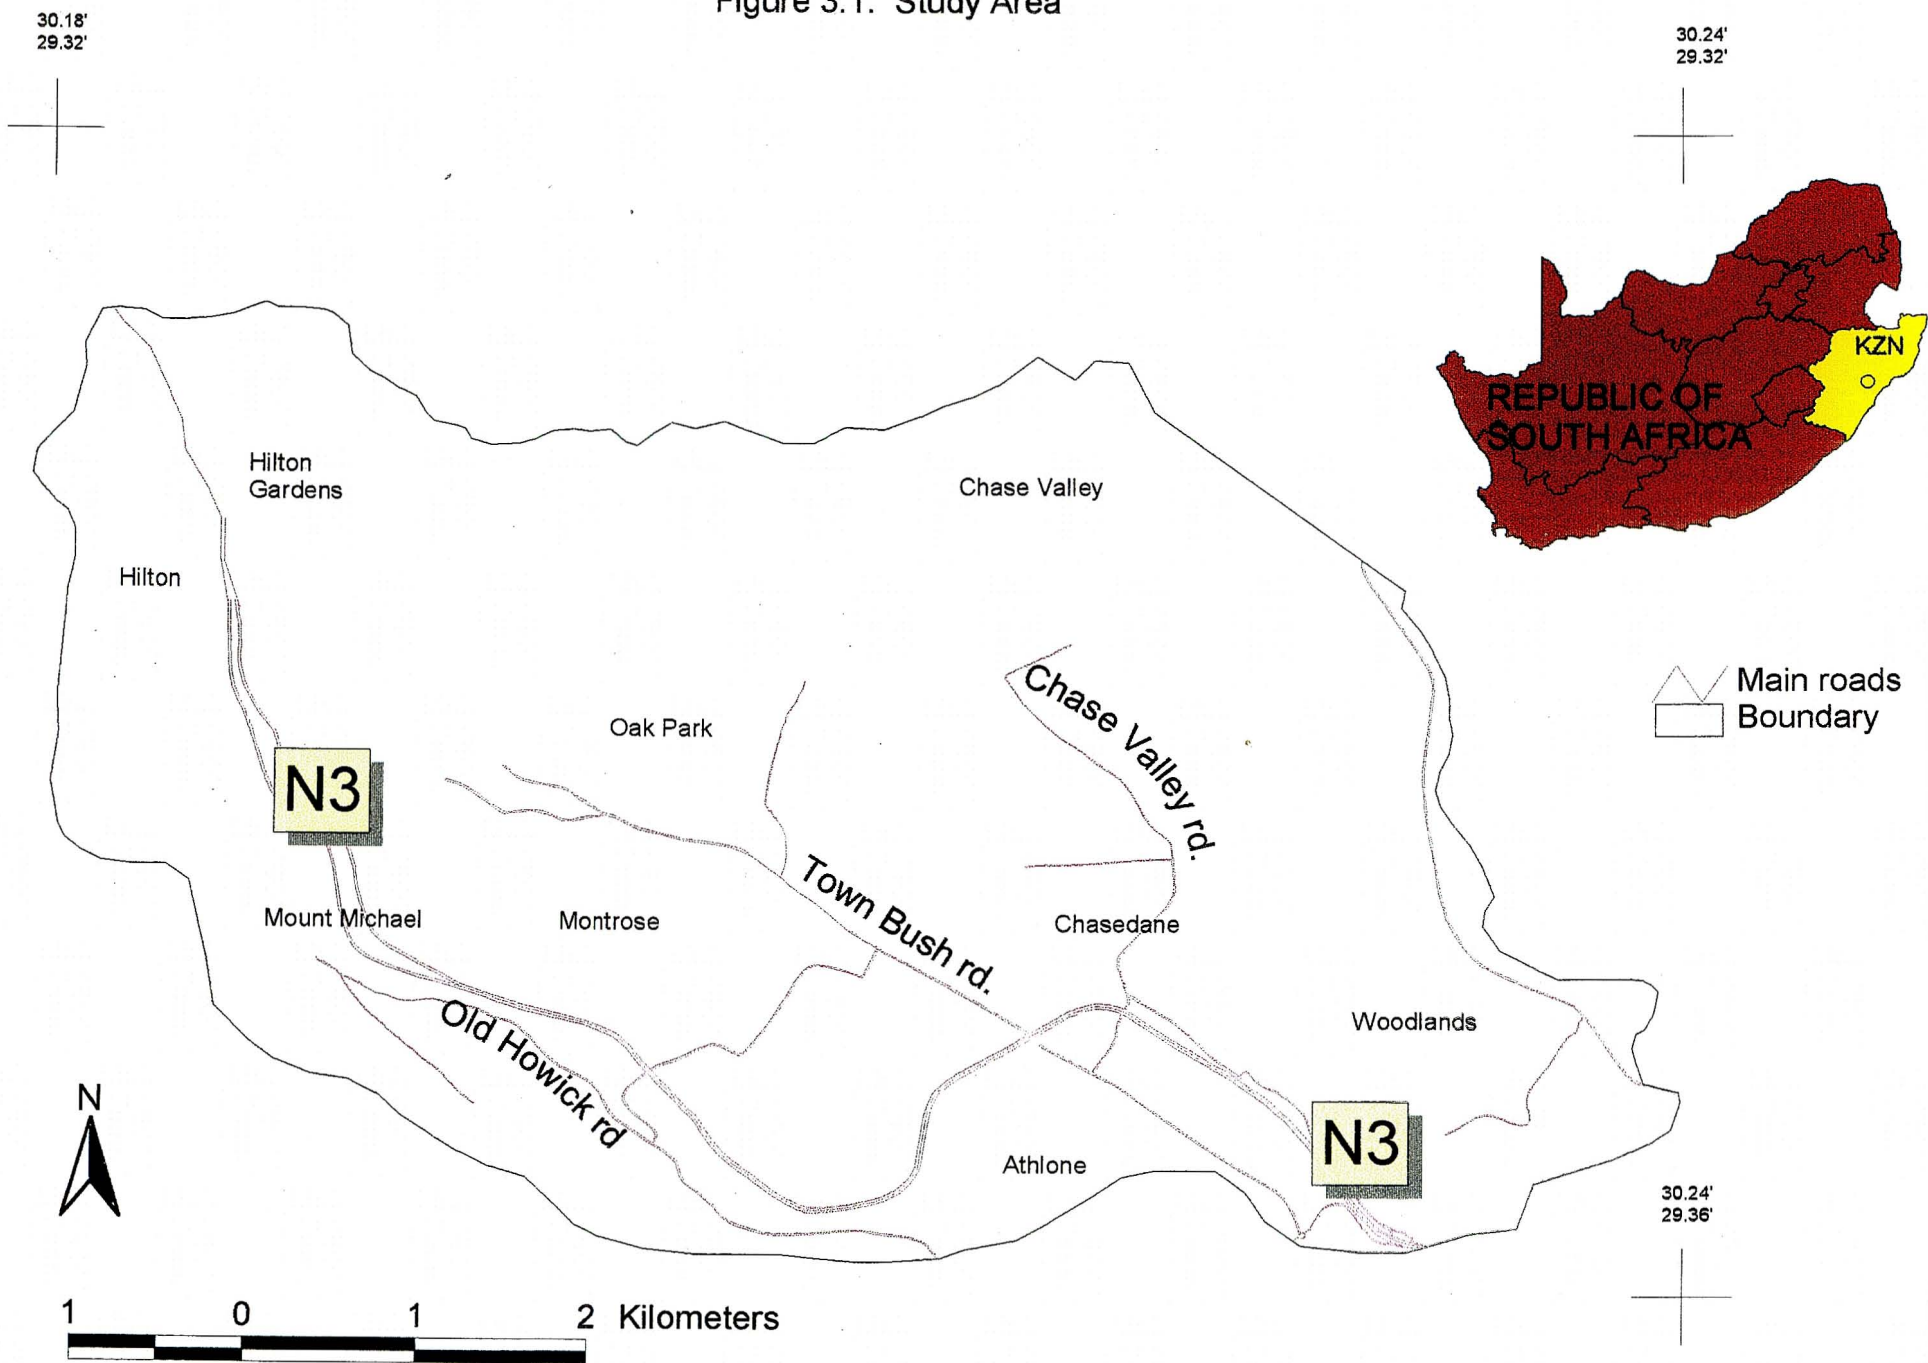 Figure 3.1. Study Area
30.18'
29.32'
30.24'
29.32'
KZN
REPUBLIC OF
SOUTH AFRICA
Hilton
Gardens
Chase Valley
Hilton
Main roads
Boundary
Oak Park
Chase Valley rd.
N3
Town Bush rd.
Mount Michael
Montrose
Chasedane
Old Howick rd
Woodlands
N
N3
Athlone
30.24'
29.36'
1 0 1 2 Kilometers